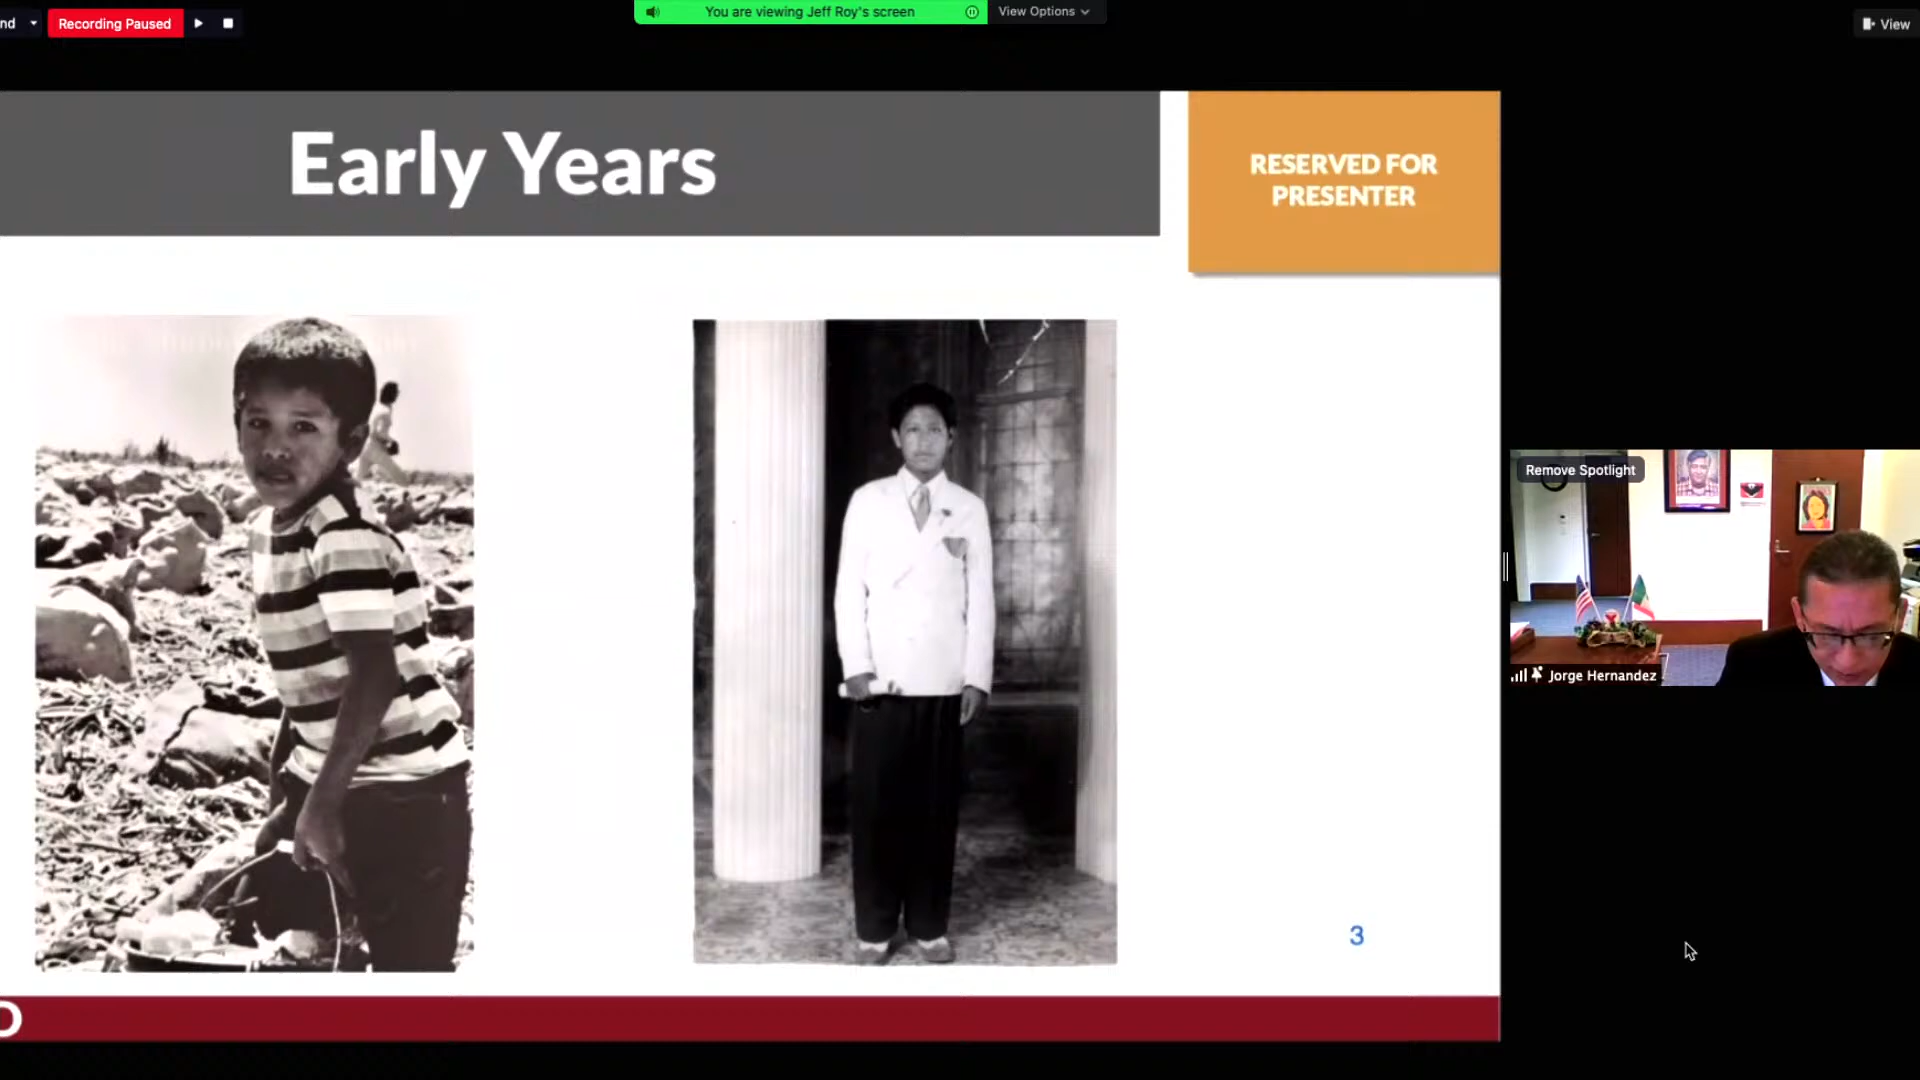 nd
Recording Paused
You are viewing Jeff Roy's screen
View Options
View
Early Years
RESERVED FOR
PRESENTER
Remove Spotlight
Jorge Hernandez
3